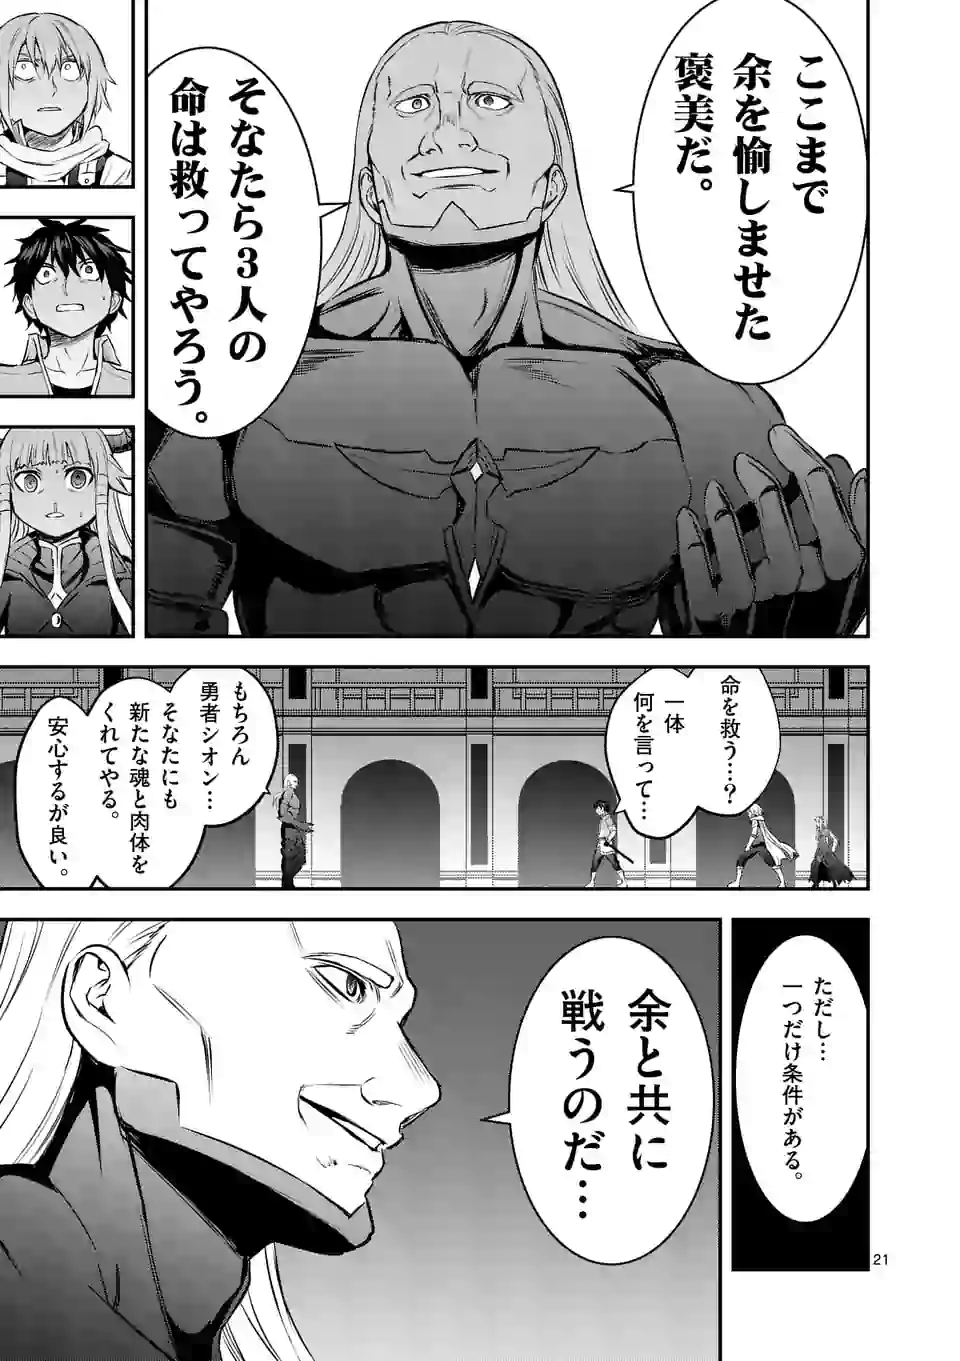 ここまで
余を愉しませた
褒美だ。
そなたら3人の
命は救ってやろう。
命を救う…?
一体
何を言って…
もちろん
勇者シオン…
そなたにも
新たな魂と肉体を
くれてやる。
安心するが良い。
ただし…
一つだけ条件がある。
余と共に
戦うのだ…
21